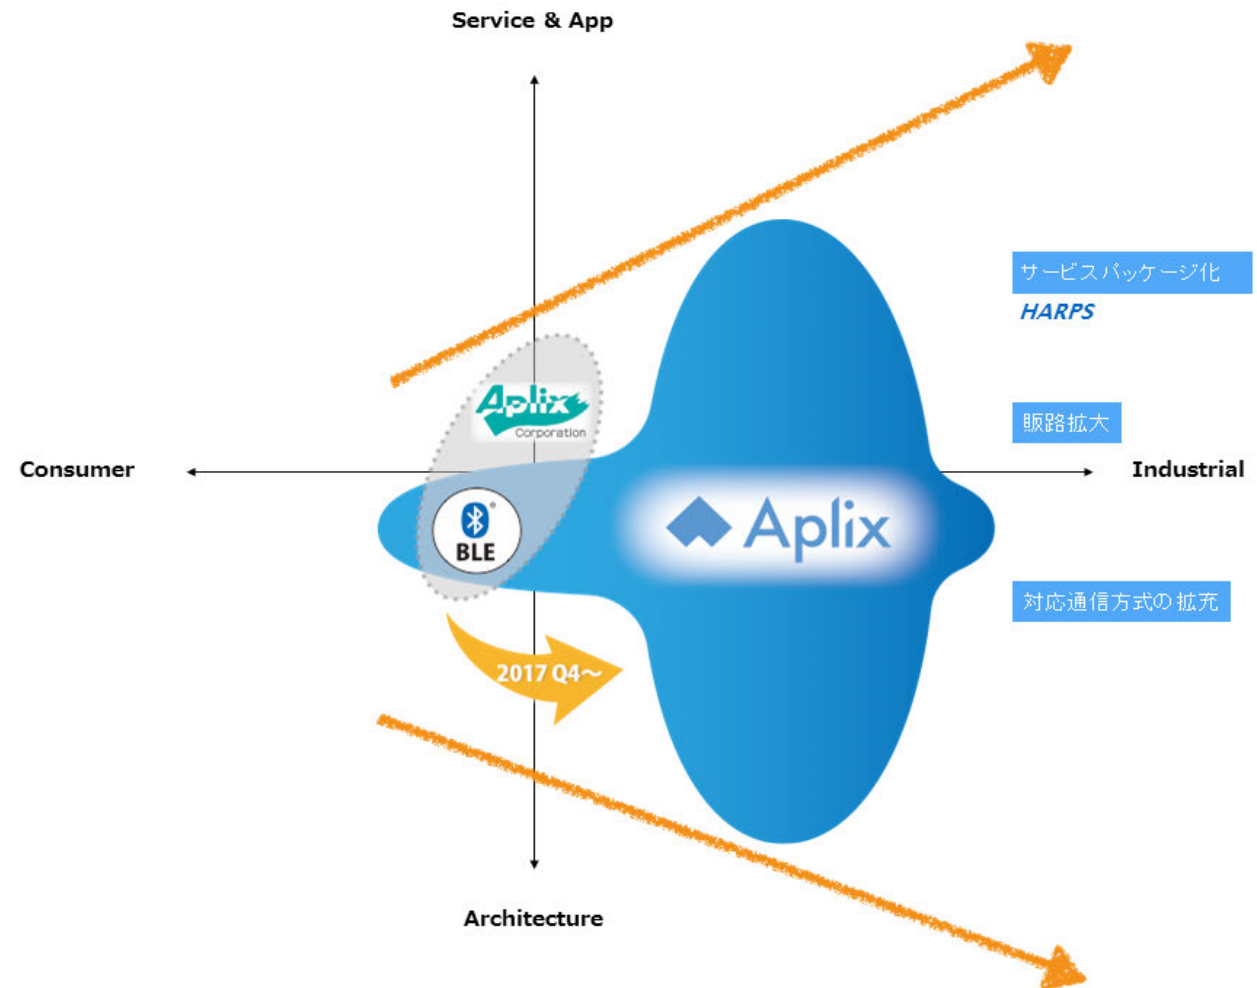 Service & App
サービスパッケージ化
HARPS
Aplix
Corporation
販路拡大
Consumer
Industrial
BLE
Aplix
対応通信方式の拡充
2017 Q4～
Architecture